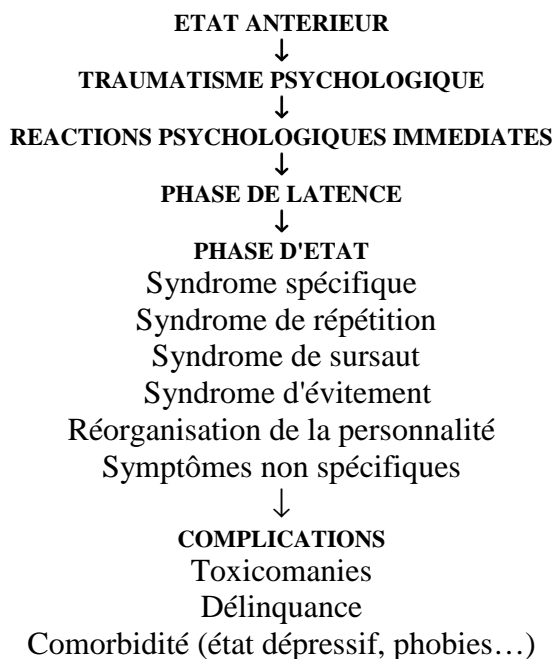 ETAT ANTERIEUR
↓
TRAUMATISME PSYCHOLOGIQUE
↓
REACTIONS PSYCHOLOGIQUES IMMEDIATES
↓
PHASE DE LATENCE
↓
PHASE D'ETAT
Syndrome spécifique
Syndrome de répétition
Syndrome de sursaut
Syndrome d'évitement
Réorganisation de la personnalité
Symptômes non spécifiques
↓
COMPLICATIONS
Toxicomanies
Délinquance
Comorbidité (état dépressif, phobies…)